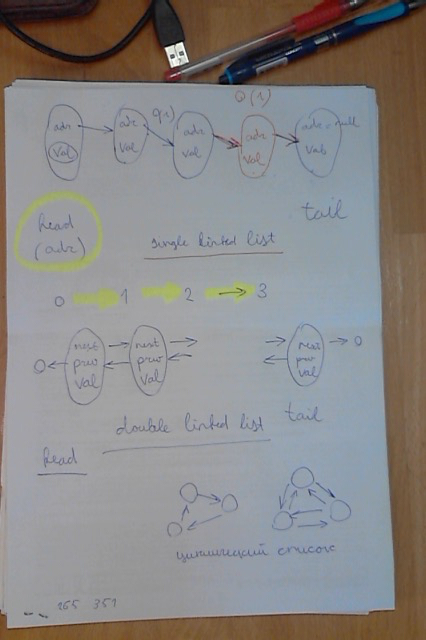 O(1)
O(1)
adr adr adr adr adr = null
val val val val val
head
(adr)
tail
single linked list
0 1 2 3
next next next
0 prev prev prev 0
val val val
double linked list
tail
head
циклический список
265 351